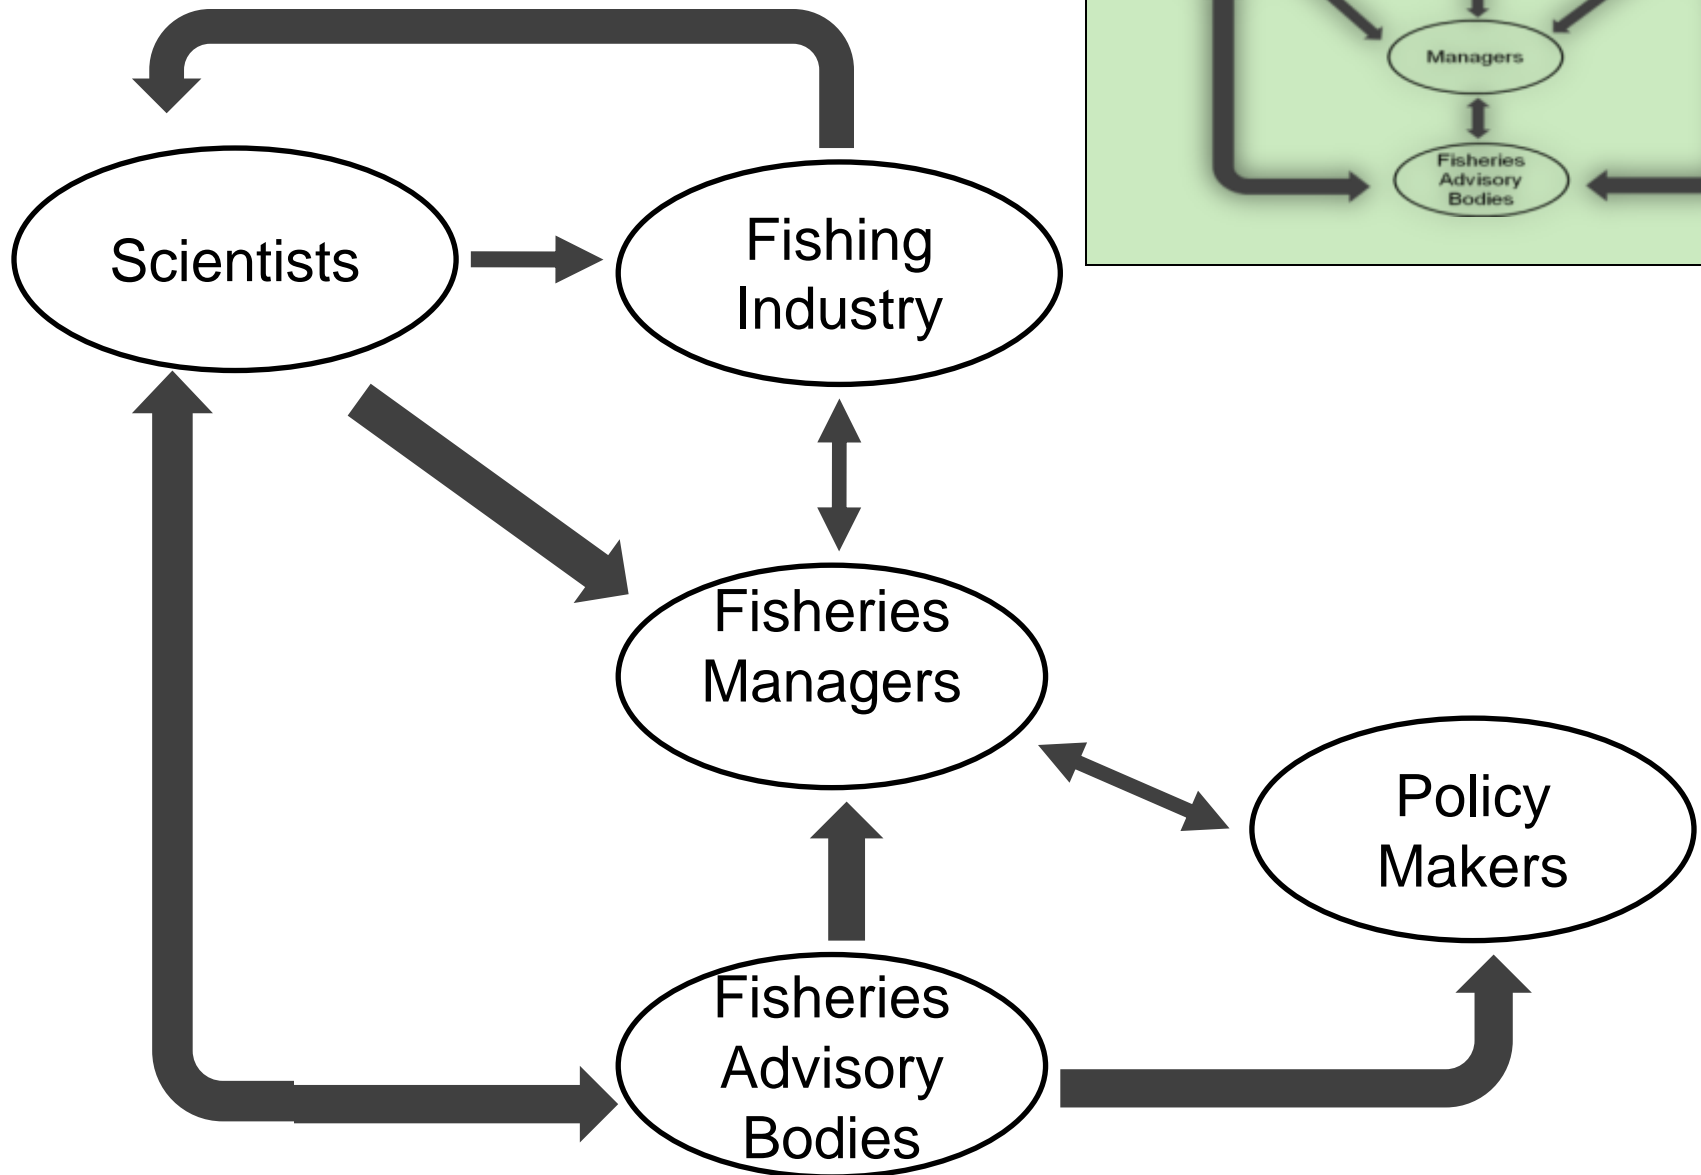 Managers
Fisheries
Advisory
Bodies
Scientists
Fishing
Industry
Fisheries
Managers
Policy
Makers
Fisheries
Advisory
Bodies